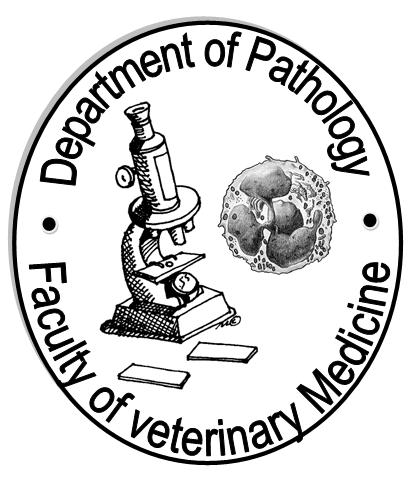 Department of Pathology
Faculty of veterinary Medicine